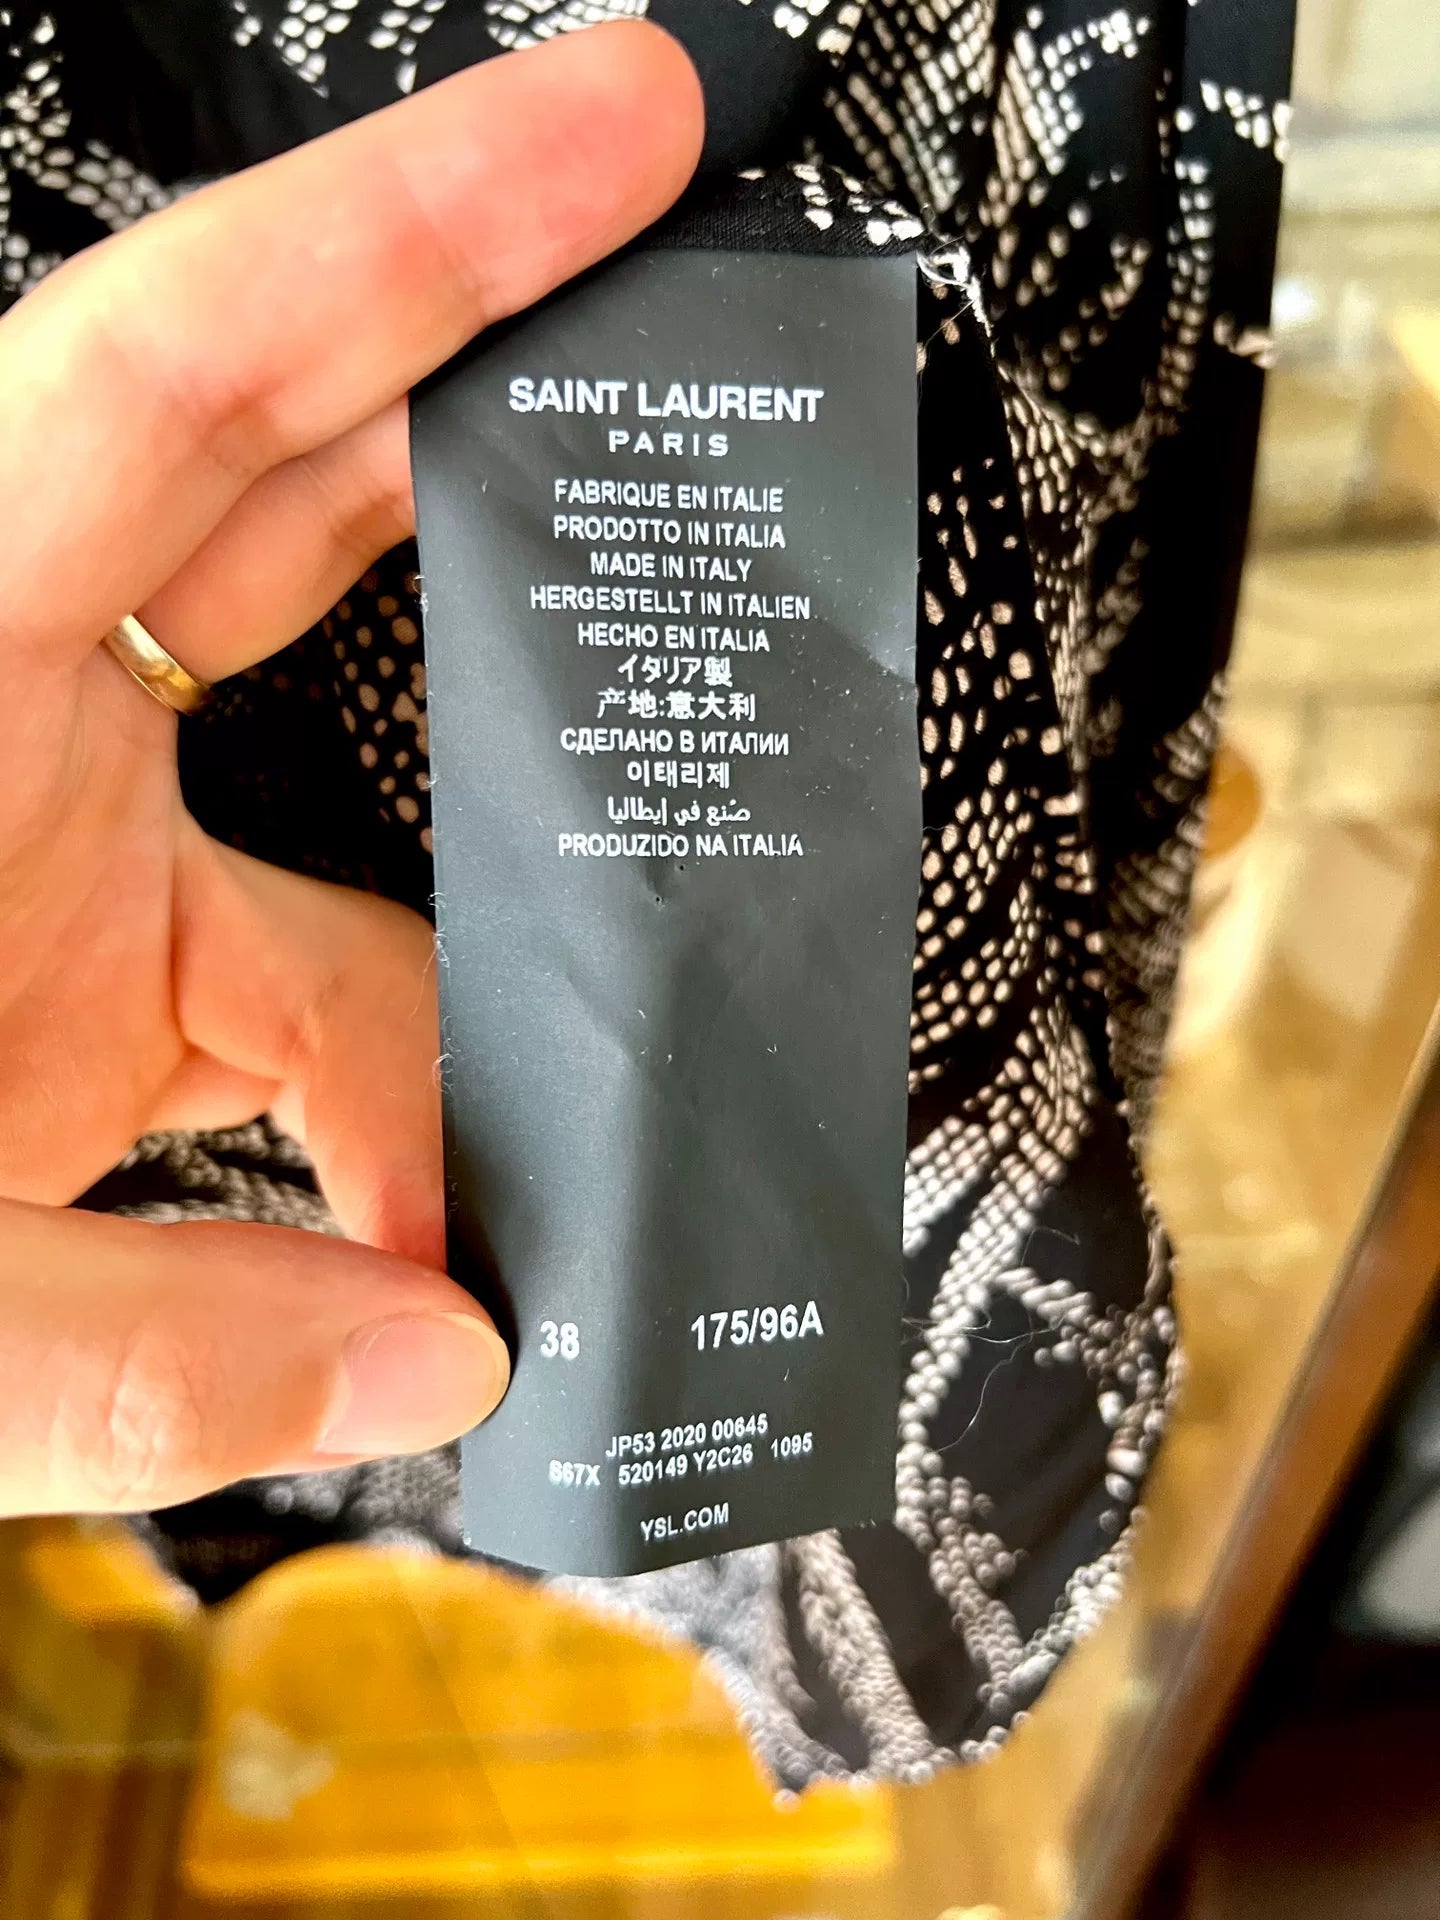 SAINT LAURENT
PARIS
FABRIQUE EN ITALIE
PRODOTTO IN ITALIA
MADE IN ITALY
HERGESTELLT IN ITALIEN
HECHO EN ITALIA
イタリア製
产地:意大利
СДЕЛАНО В ИТАЛИИ
이태리제
صُنع في إيطاليا
PRODUZIDO NA ITALIA
38 175/96A
JP53 2020 00645
S67X 520149 Y2C26 1095
YSL.COM